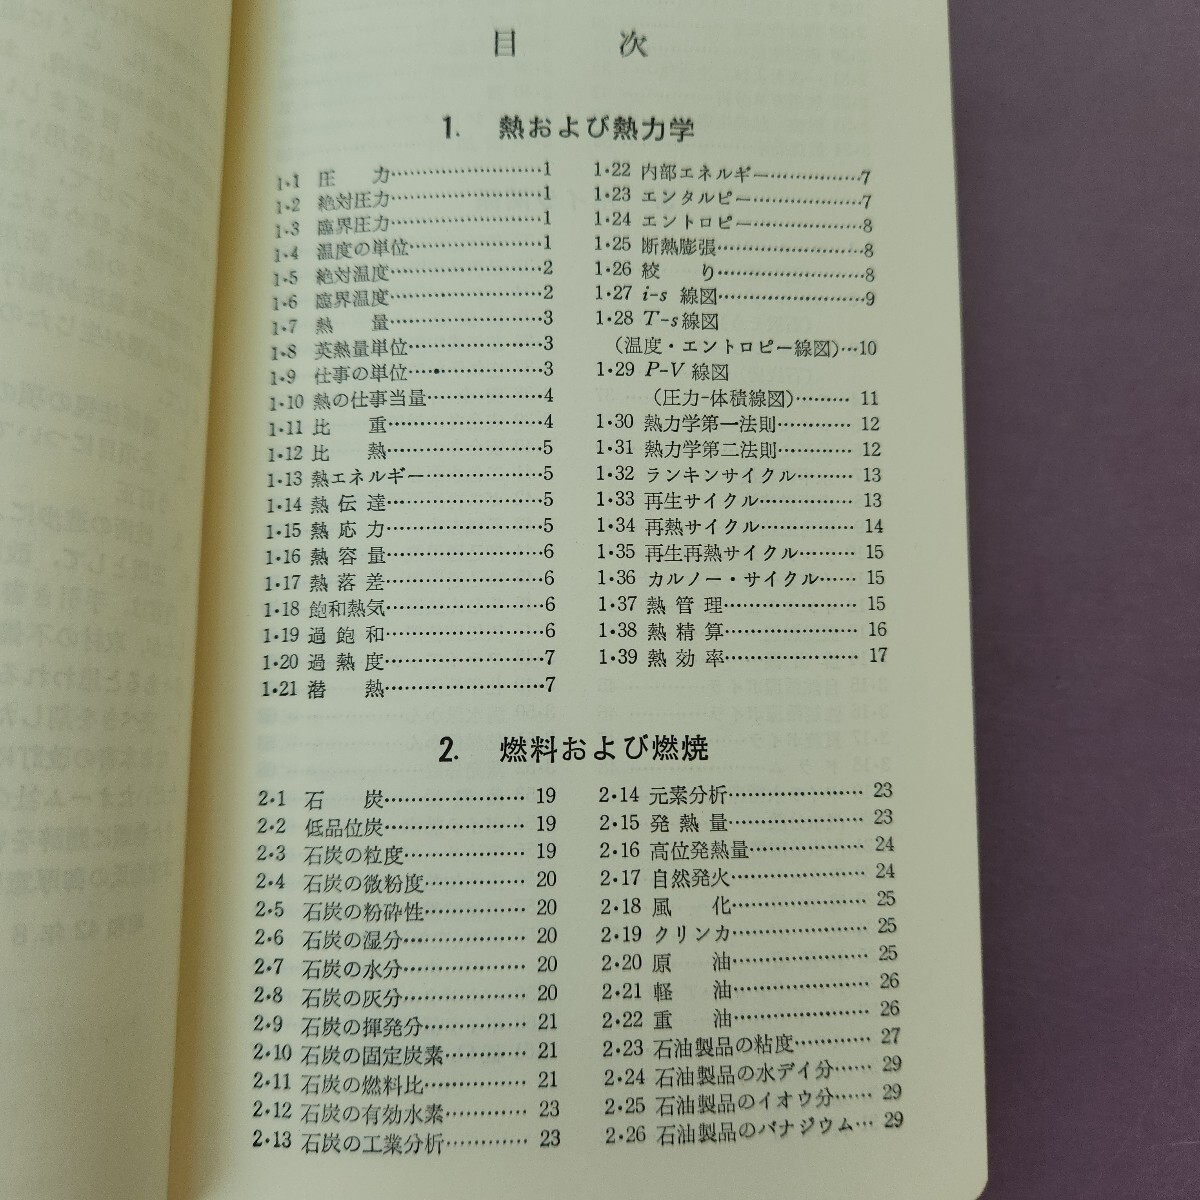 目次
1. 熱および熱力学
1・1 圧力……1
1・2 絶対圧力……1
1・3 臨界圧力……1
1・4 温度の単位……1
1・5 絶対温度……2
1・6 臨界温度……2
1・7 熱量……3
1・8 英熱量単位……3
1・9 仕事の単位……3
1・10 熱の仕事当量……4
1・11 比重……4
1・12 比熱……5
1・13 熱エネルギー……5
1・14 熱伝達……5
1・15 熱応力……5
1・16 熱容量……6
1・17 熱落差……6
1・18 飽和熱気……6
1・19 過飽和……6
1・20 過熱度……7
1・21 潜熱……7
1・22 内部エネルギー……7
1・23 エンタルピー……7
1・24 エントロピー……8
1・25 断熱膨張……8
1・26 絞り……8
1・27 i-s 線図……9
1・28 T-s線図
(温度・エントロピー線図)…10
1・29 P-V 線図
(圧力-体積線図)……11
1・30 熱力学第一法則……12
1・31 熱力学第二法則……12
1・32 ランキンサイクル……13
1・33 再生サイクル……13
1・34 再熱サイクル……14
1・35 再生再熱サイクル……15
1・36 カルノー・サイクル……15
1・37 熱管理……15
1・38 熱精算……16
1・39 熱効率……17
2. 燃料および燃焼
2・1 石炭……19
2・2 低品位炭……19
2・3 石炭の粒度……19
2・4 石炭の微粉度……20
2・5 石炭の粉砕性……20
2・6 石炭の湿分……20
2・7 石炭の水分……20
2・8 石炭の灰分……20
2・9 石炭の揮発分……21
2・10 石炭の固定炭素……21
2・11 石炭の燃料比……21
2・12 石炭の有効水素……23
2・13 石炭の工業分析……23
2・14 元素分析……23
2・15 発熱量……23
2・16 高位発熱量……24
2・17 自然発火……24
2・18 風化……25
2・19 クリンカ……25
2・20 原油……25
2・21 軽油……26
2・22 重油……26
2・23 石油製品の粘度……27
2・24 石油製品の水デイ分……29
2・25 石油製品のイオウ分……29
2・26 石油製品のバナジウム…29